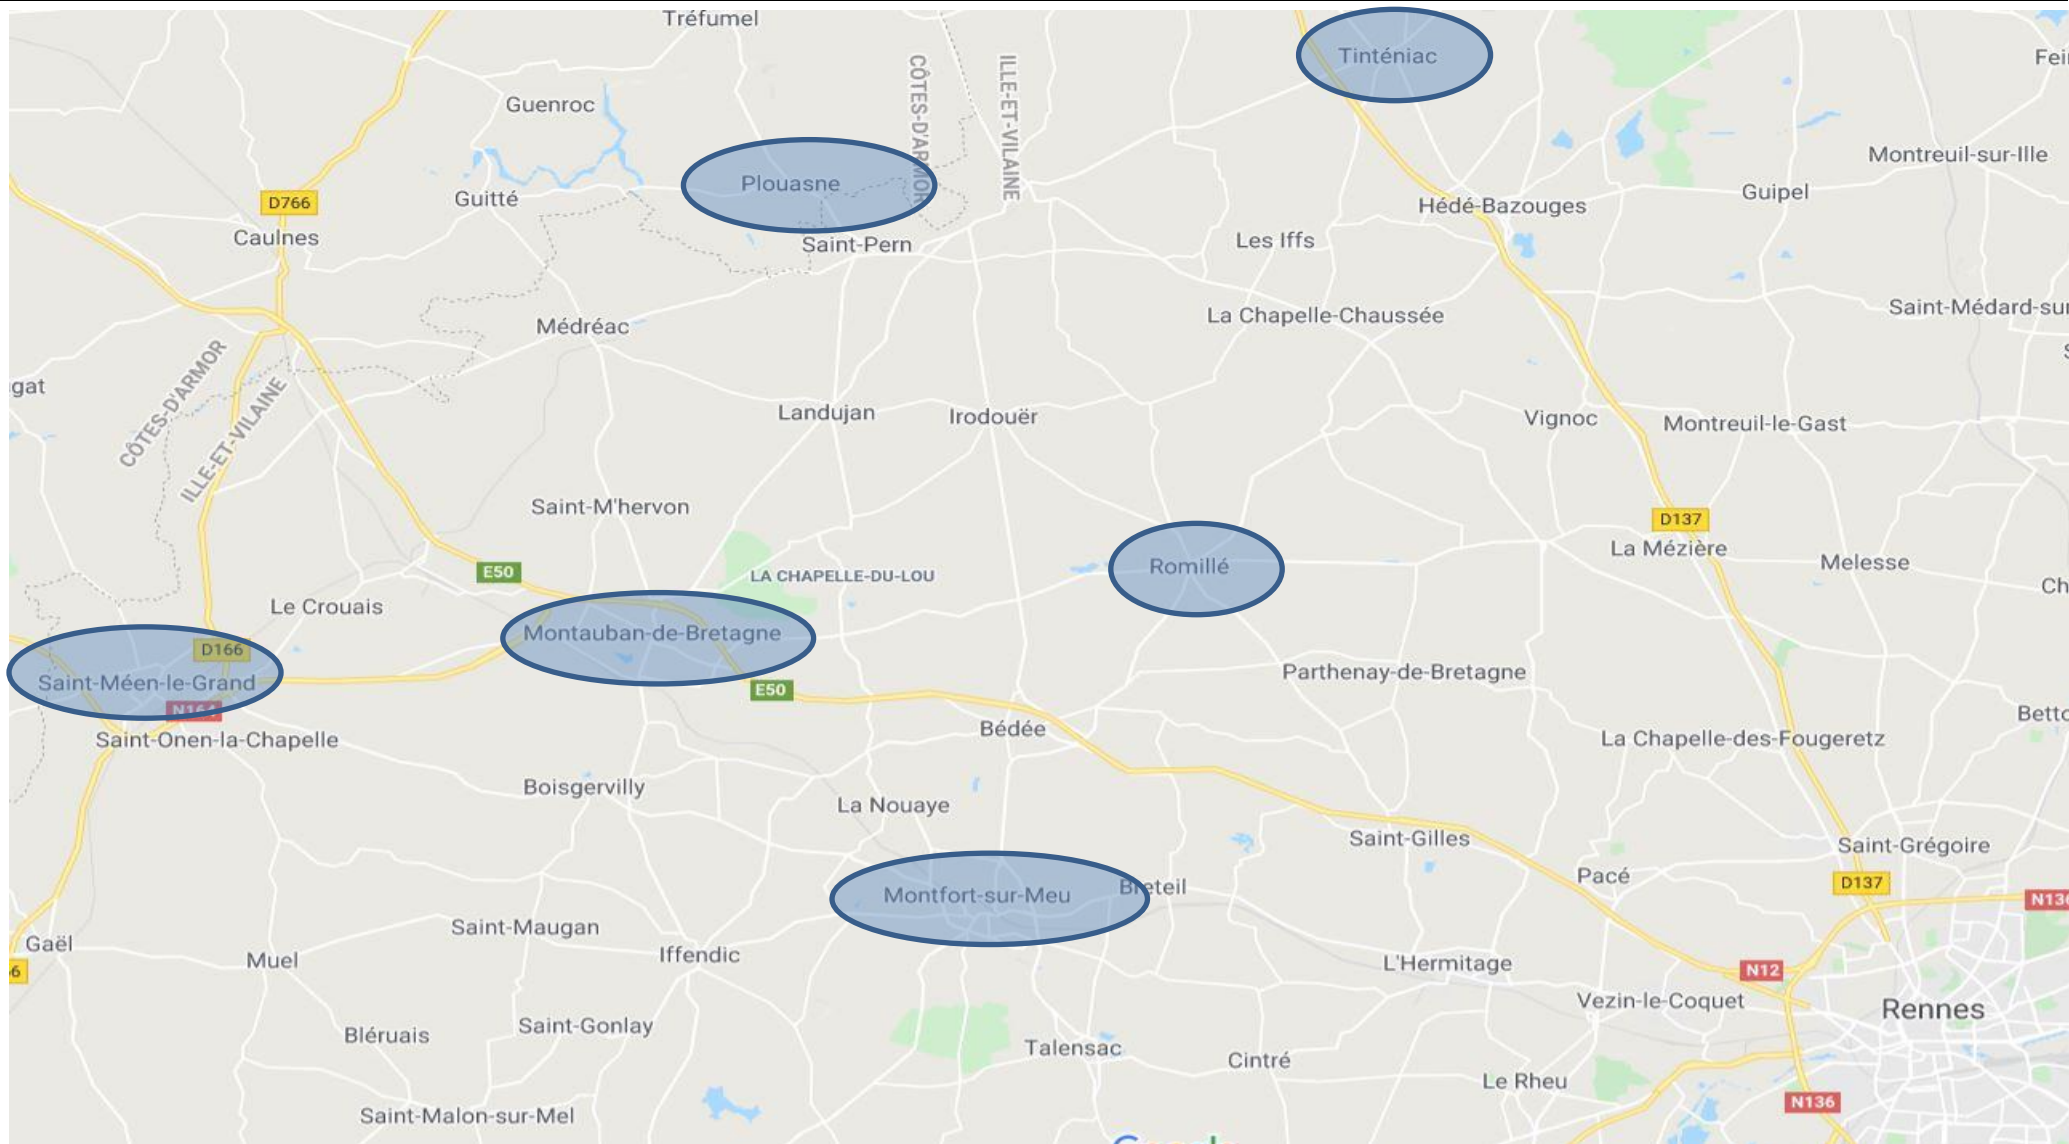 Tréfumel
Tinténiac
Fei
CÔTES-D'ARMOR
ILLE-ET-VILAINE
Guenroc
Montreuil-sur-Ille
Plouasne
Guitté
Guipel
D766
Hédé-Bazouges
Caulnes
Saint-Pern
Les Iffs
Saint-Médard-sur
La Chapelle-Chaussée
Médréac
CÔTES-D'ARMOR
ILLE-ET-VILAINE
gat
Landujan
Irodouër
Vignoc
Montreuil-le-Gast
Saint-M'hervon
D137
La Mézière
Melesse
E50
LA CHAPELLE-DU-LOU
Romillé
Ch
Le Crouais
Montauban-de-Bretagne
D166
Saint-Méen-le-Grand
Parthenay-de-Bretagne
E50
N164
Betto
Bédée
Saint-Onen-la-Chapelle
La Chapelle-des-Fougeretz
Boisgervilly
La Nouaye
Saint-Gilles
Saint-Grégoire
Pacé
D137
Montfort-sur-Meu
Breteil
N136
Saint-Maugan
Gaël
Iffendic
Muel
L'Hermitage
6
N12
Vezin-le-Coquet
Rennes
Saint-Gonlay
Bléruais
Talensac
Cintré
Le Rheu
N136
Saint-Malon-sur-Mel
Google